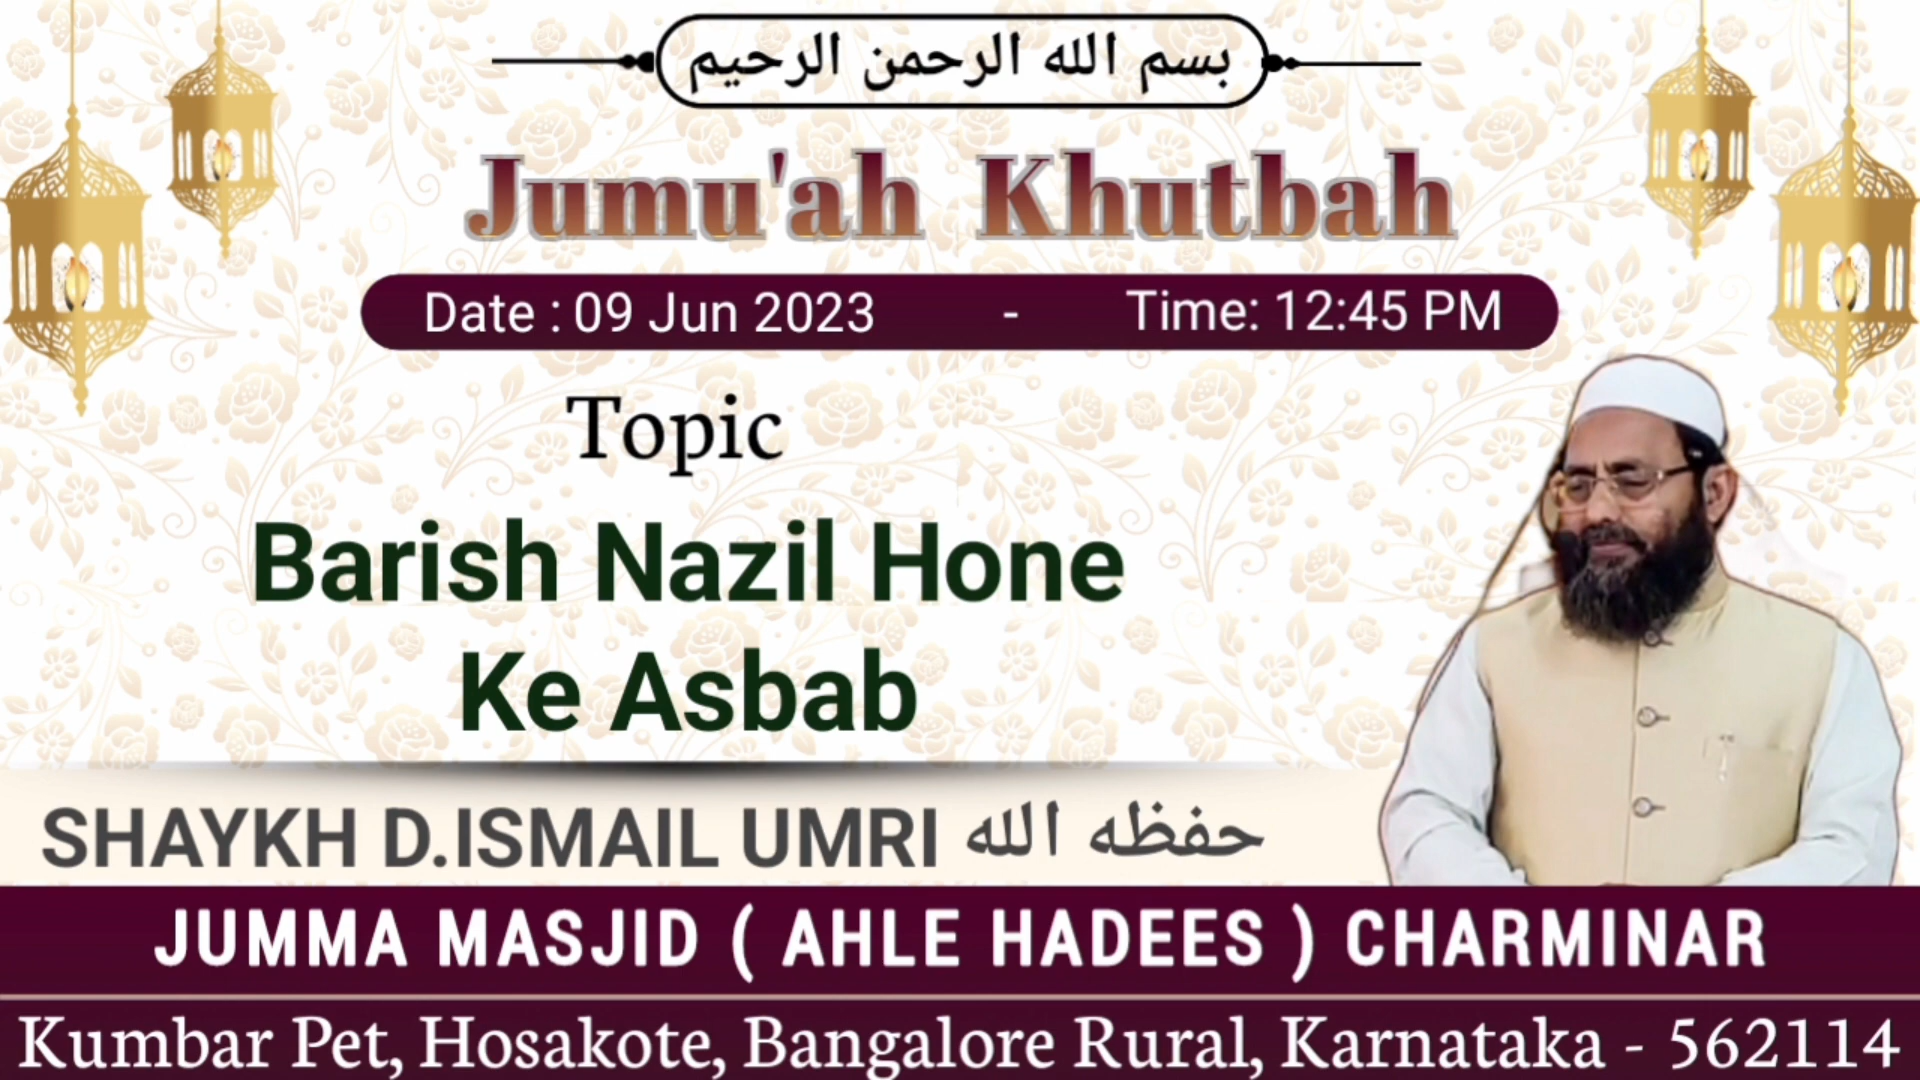 بسم الله الرحمن الرحيم
Jumu'ah Khutbah
Date : 09 Jun 2023 - Time: 12:45 PM
Topic
Barish Nazil Hone
Ke Asbab
SHAYKH D.ISMAIL UMRI حفظه الله
JUMMA MASJID ( AHLE HADEES ) CHARMINAR
Kumbar Pet, Hosakote, Bangalore Rural, Karnataka - 562114